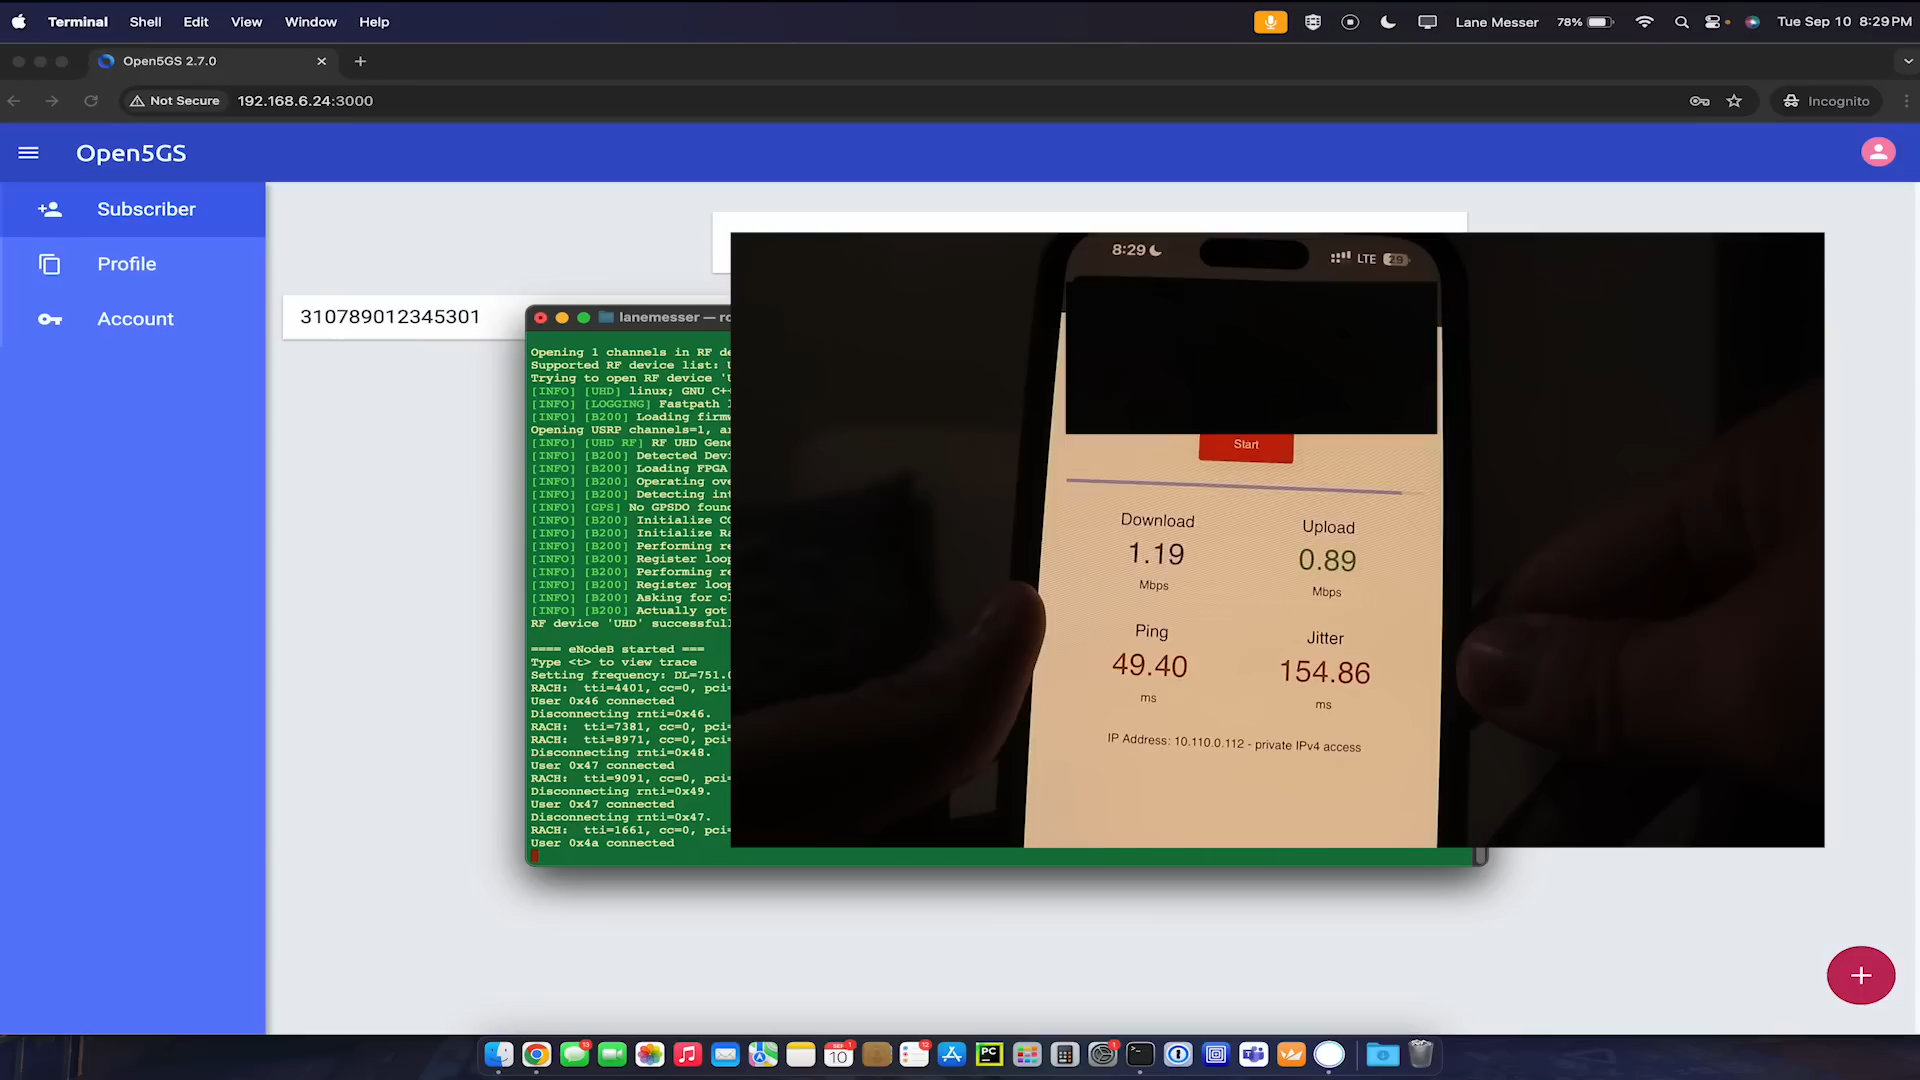 Terminal Shell Edit View Window Help
Lane Messer 78% Tue Sep 10 8:29 PM
Open5GS 2.7.0
Not Secure 192.168.6.24:3000
Incognito
Open5GS
Subscriber
Profile
Account
310789012345301
lanemesser —
Opening 1 channels in RF
Supported RF device list:
Trying to open RF device
[INFO] [UHD] linux; GNU
[INFO] [LOGGING] Fastpath
[INFO] [B200] Loading
Opening USRP channels=1,
[INFO] [UHD RF] RF UHD
[INFO] [B200] Detected
[INFO] [B200] Loading FPGA
[INFO] [B200] Operating
[INFO] [B200] Detecting
[INFO] [GPS] No GPSDO
[INFO] [B200] Initialize
[INFO] [B200] Initialize
[INFO] [B200] Performing
[INFO] [B200] Register
[INFO] [B200] Performing
[INFO] [B200] Register
[INFO] [B200] Asking for
[INFO] [B200] Actually got
RF device 'UHD'
==== eNodeB started ===
Type <t> to view trace
Setting frequency:
RACH: tti=4401, cc=0,
User 0x46 connected
Disconnecting rnti=0x46.
RACH: tti=7381, cc=0,
RACH: tti=8971, cc=0,
Disconnecting rnti=0x48.
User 0x47 connected
RACH: tti=9091, cc=0,
Disconnecting rnti=0x49.
User 0x47 connected
Disconnecting rnti=0x47.
RACH: tti=1661, cc=0,
User 0x4a connected
8:29
LTE 29
Start
Download Upload
1.19 0.89
Mbps Mbps
Ping Jitter
49.40 154.86
ms ms
IP Address: 10.110.0.112 - private IPv4 access